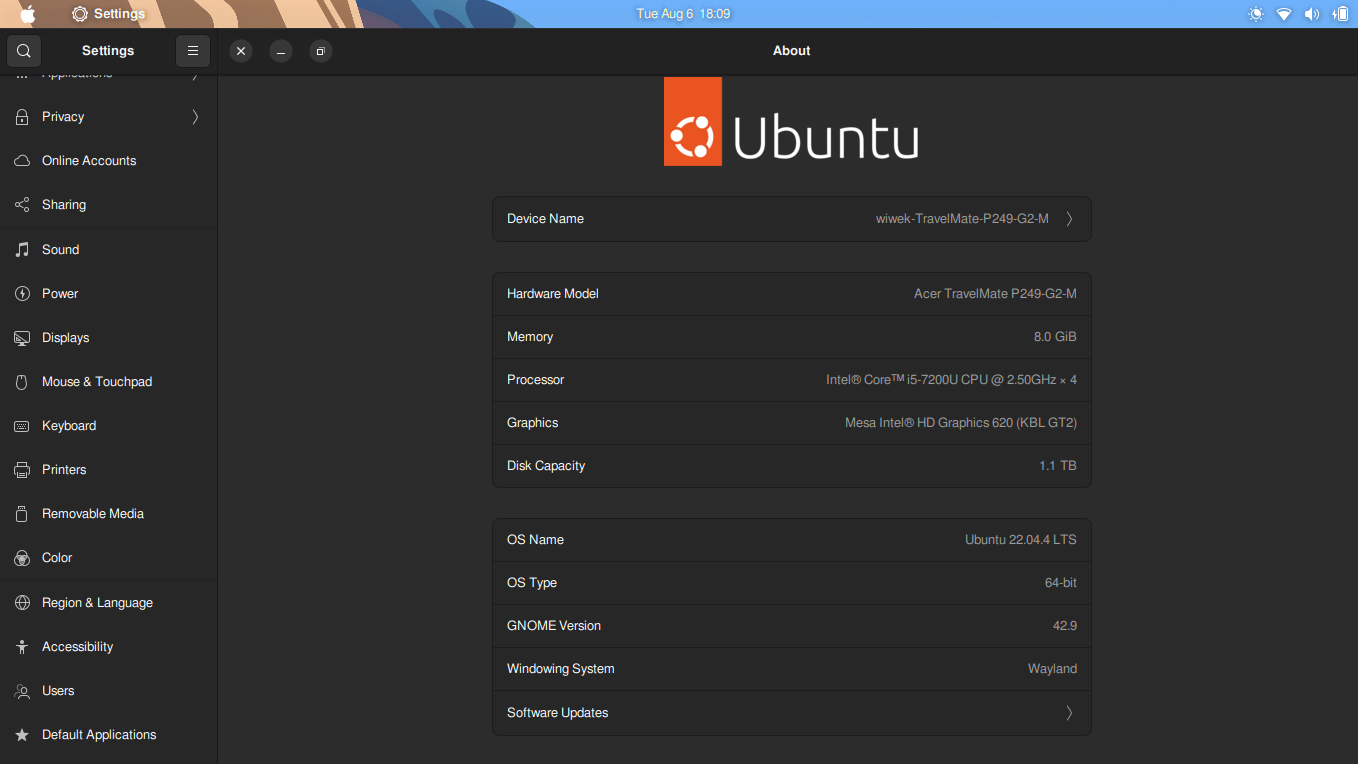 Settings
Tue Aug 6 18:09
Settings
About
Applications
Privacy
Online Accounts
Sharing
Sound
Power
Displays
Mouse & Touchpad
Keyboard
Printers
Removable Media
Color
Region & Language
Accessibility
Users
Default Applications
Ubuntu
Device Name wiwek-TravelMate-P249-G2-M
Hardware Model Acer TravelMate P249-G2-M
Memory 8.0 GiB
Processor Intel® Core™ i5-7200U CPU @ 2.50GHz × 4
Graphics Mesa Intel® HD Graphics 620 (KBL GT2)
Disk Capacity 1.1 TB
OS Name Ubuntu 22.04.4 LTS
OS Type 64-bit
GNOME Version 42.9
Windowing System Wayland
Software Updates